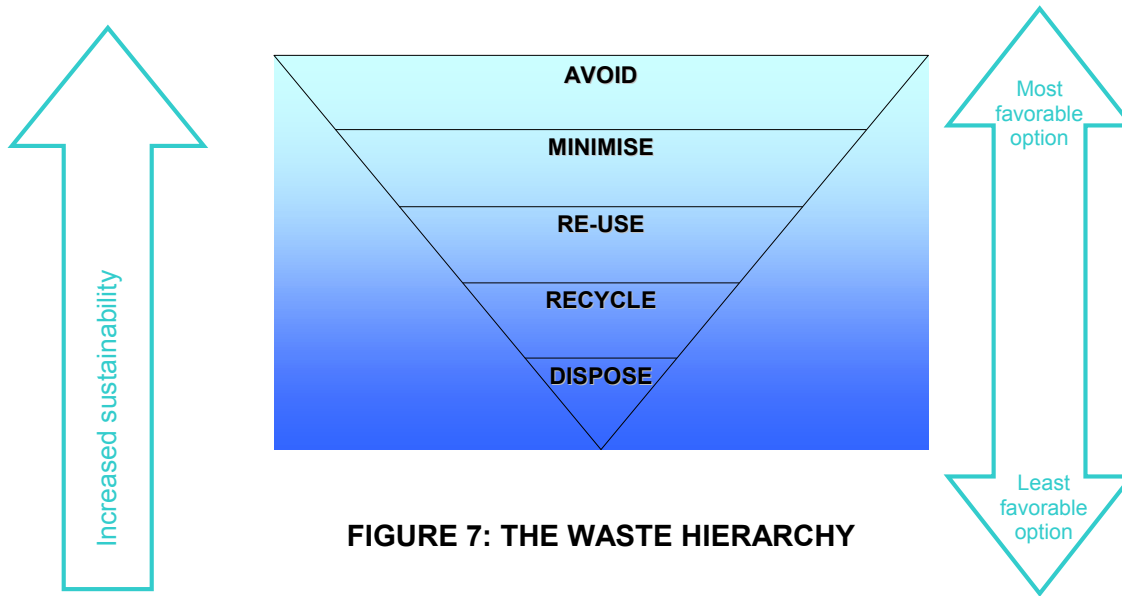 AVOID
MINIMISE
RE-USE
RECYCLE
DISPOSE
Increased sustainability
Most
favorable
option
Least
favorable
option
FIGURE 7: THE WASTE HIERARCHY